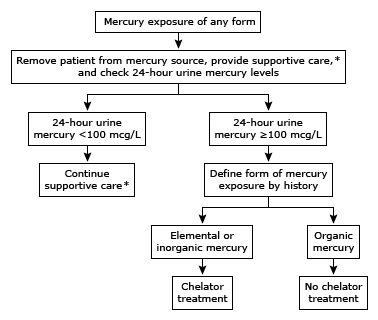 Mercury exposure of any form
Remove patient from mercury source, provide supportive care,*
and check 24-hour urine mercury levels
24-hour urine
mercury <100 mcg/L
24-hour urine
mercury ≥100 mcg/L
Continue
supportive care*
Define form of mercury
exposure by history
Elemental or
inorganic mercury
Organic
mercury
Chelator
treatment
No chelator
treatment